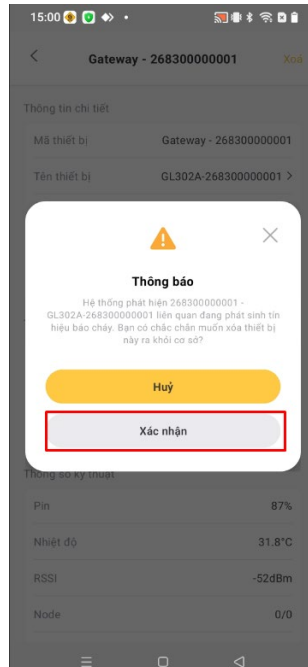 15:00
Gateway - 268300000001
Xoá
Thông tin chi tiết
Mã thiết bị
Gateway - 268300000001
Tên thiết bị
GL302A-268300000001 >
Thông báo
Hệ thống phát hiện 268300000001 -
GL302A-268300000001 liên quan đang phát sinh tín
hiệu báo cháy. Bạn có chắc chắn muốn xóa thiết bị
này ra khỏi cơ sở?
Huỷ
Xác nhận
Thông số kỹ thuật
Pin
87%
Nhiệt độ
31.8°C
RSSI
-52dBm
Node
0/0